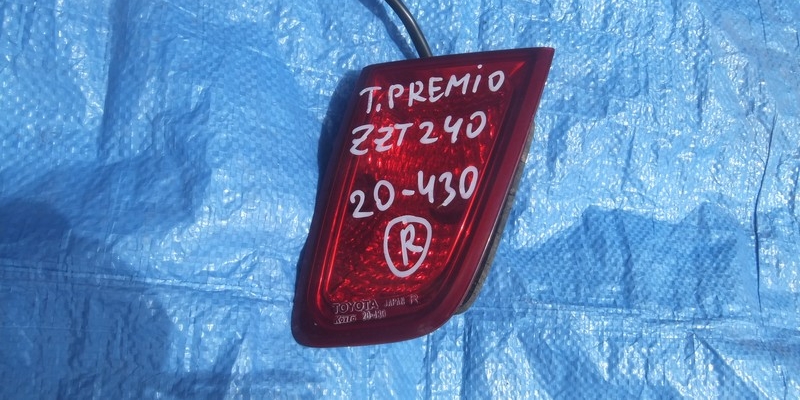 T.PREMiO
ZZT240
20-430
R
TOYOTA JAPAN R
20-430